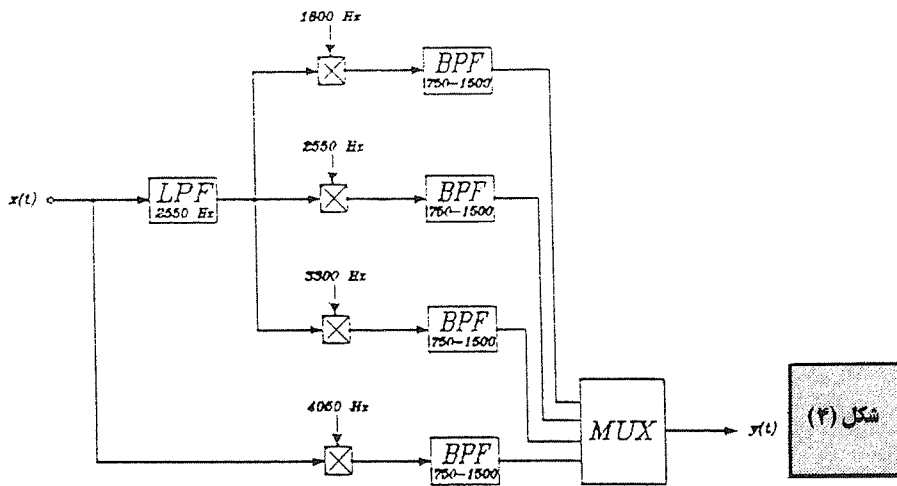 1800 Hz
BPF
750-1500
2550 Hz
x(t)
LPF
2550 Hz
BPF
750-1500
3300 Hz
BPF
750-1500
4050 Hz
BPF
750-1500
MUX
y(t)
شکل (۴)